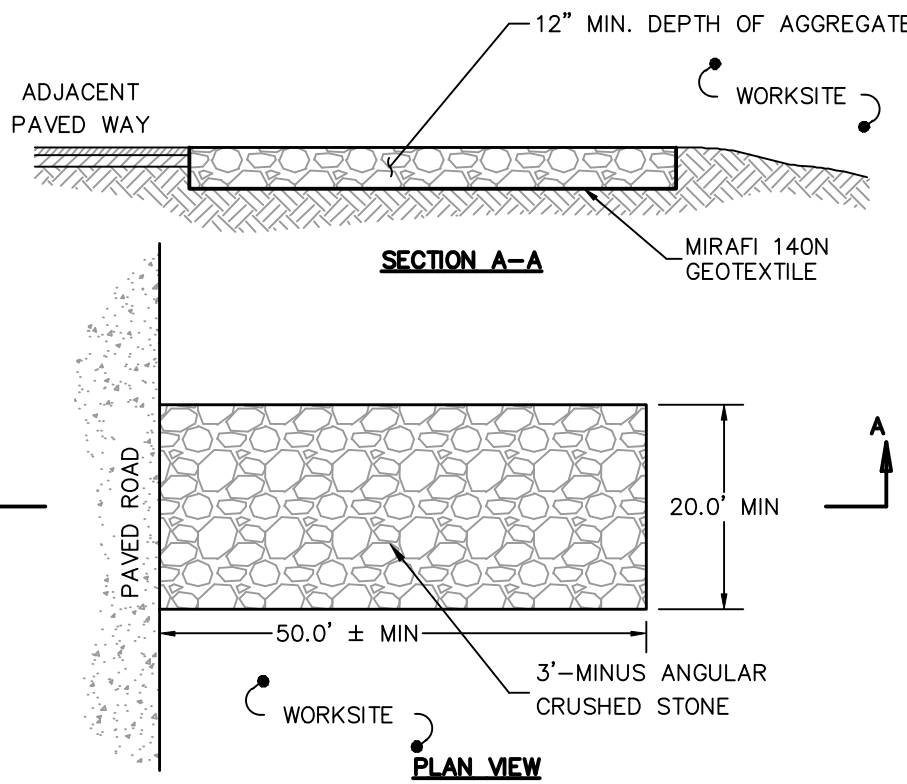 12” MIN. DEPTH OF AGGREGATE
WORKSITE
ADJACENT
PAVED WAY
SECTION A-A
MIRAFI 140N
GEOTEXTILE
PAVED ROAD
A
20.0' MIN
50.0' ± MIN
3'-MINUS ANGULAR
CRUSHED STONE
WORKSITE
PLAN VIEW